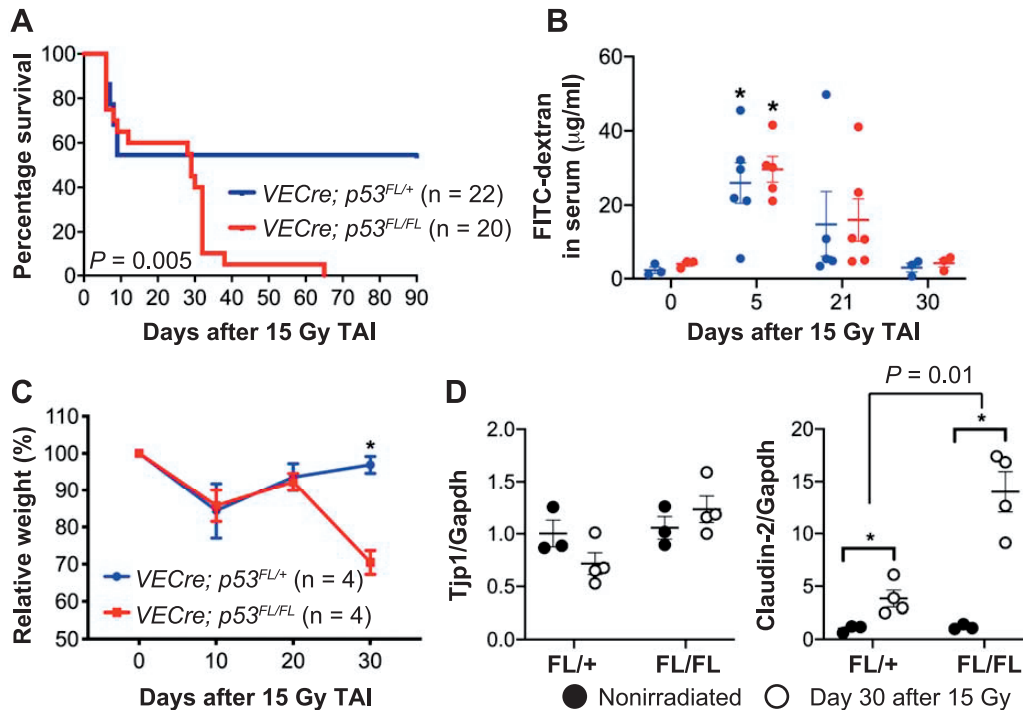 A
Percentage survival
100
80
60
40
20
0
VECre; p53FL/+ (n = 22)
VECre; p53FL/FL (n = 20)
P = 0.005
0 10 20 30 40 50 60 70 80 90
Days after 15 Gy TAI
B
FITC-dextran
in serum (μg/ml)
60
40
20
0
* *
0 5 21 30
Days after 15 Gy TAI
C
Relative weight (%)
110
100
90
80
70
60
50
*
VECre; p53FL/+ (n = 4)
VECre; p53FL/FL (n = 4)
0 10 20 30
Days after 15 Gy TAI
D
Tjp1/Gapdh
2.0
1.5
1.0
0.5
0.0
FL/+ FL/FL
P = 0.01
Claudin-2/Gapdh
20
15
10
5
0
*
*
FL/+ FL/FL
Nonirradiated Day 30 after 15 Gy